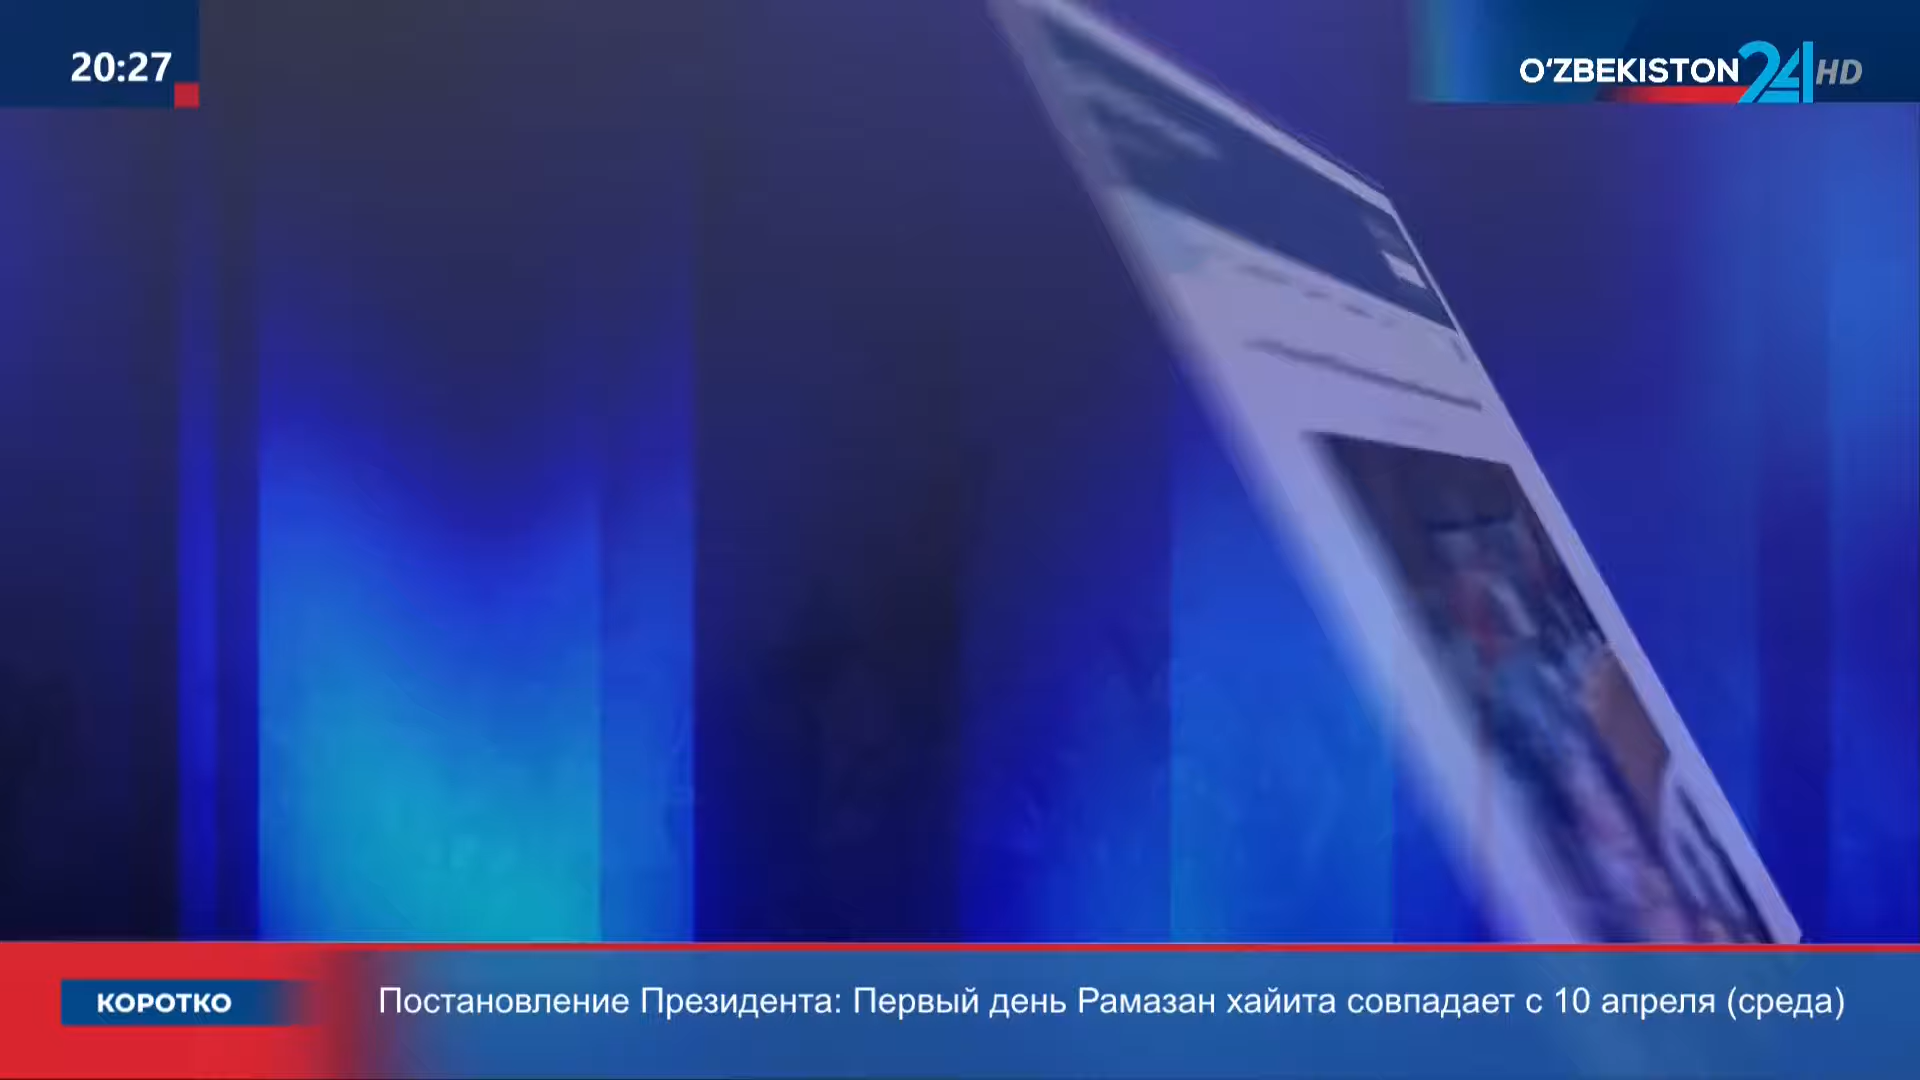 20:27
O‘ZBEKISTON 24 HD
КОРОТКО
Постановление Президента: Первый день Рамазан хайита совпадает с 10 апреля (среда)